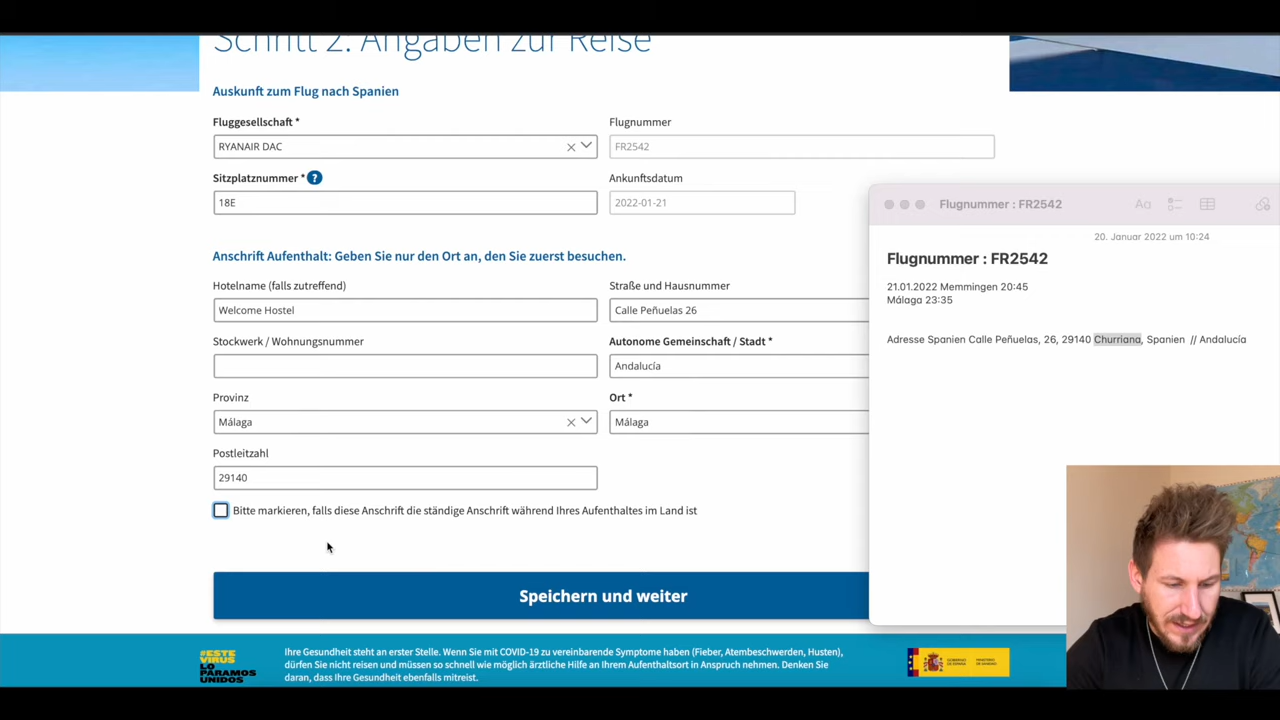 Schritt 2. Angaben zur Reise
Auskunft zum Flug nach Spanien
Fluggesellschaft *
Flugnummer
RYANAIR DAC
FR2542
Sitzplatznummer * ?
Ankunftsdatum
18E
2022-01-21
Anschrift Aufenthalt: Geben Sie nur den Ort an, den Sie zuerst besuchen.
Hotelname (falls zutreffend)
Straße und Hausnummer
Welcome Hostel
Calle Peñuelas 26
Stockwerk / Wohnungsnummer
Autonome Gemeinschaft / Stadt *
Andalucía
Provinz
Ort *
Málaga
Málaga
Postleitzahl
29140
Bitte markieren, falls diese Anschrift die ständige Anschrift während Ihres Aufenthaltes im Land ist
Speichern und weiter
Flugnummer : FR2542
Aa
20. Januar 2022 um 10:24
Flugnummer : FR2542
21.01.2022 Memmingen 20:45
Málaga 23:35
Adresse Spanien Calle Peñuelas, 26, 29140 Churriana, Spanien // Andalucía
#ESTE
VIRUS
LO
PARAMOS
UNIDOS
Ihre Gesundheit steht an erster Stelle. Wenn Sie mit COVID-19 zu vereinbarende Symptome haben (Fieber, Atembeschwerden, Husten),
dürfen Sie nicht reisen und müssen so schnell wie möglich ärztliche Hilfe an Ihrem Aufenthaltsort in Anspruch nehmen. Denken Sie
daran, dass Ihre Gesundheit ebenfalls mitreist.